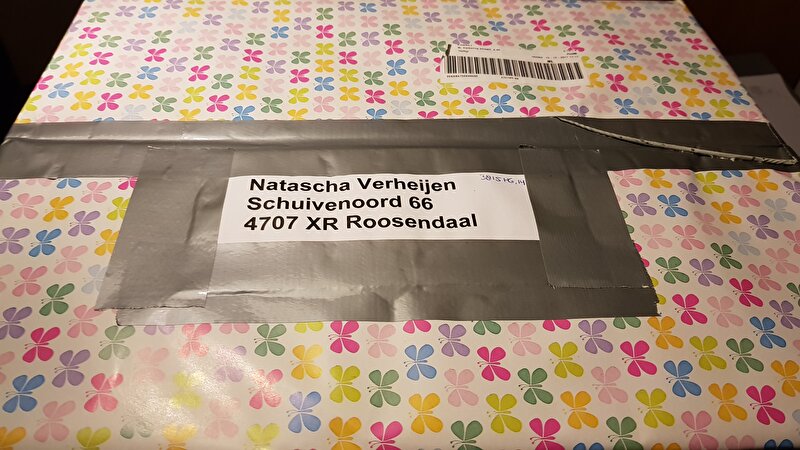 Natascha Verheijen
Schuivenoord 66
4707 XR Roosendaal